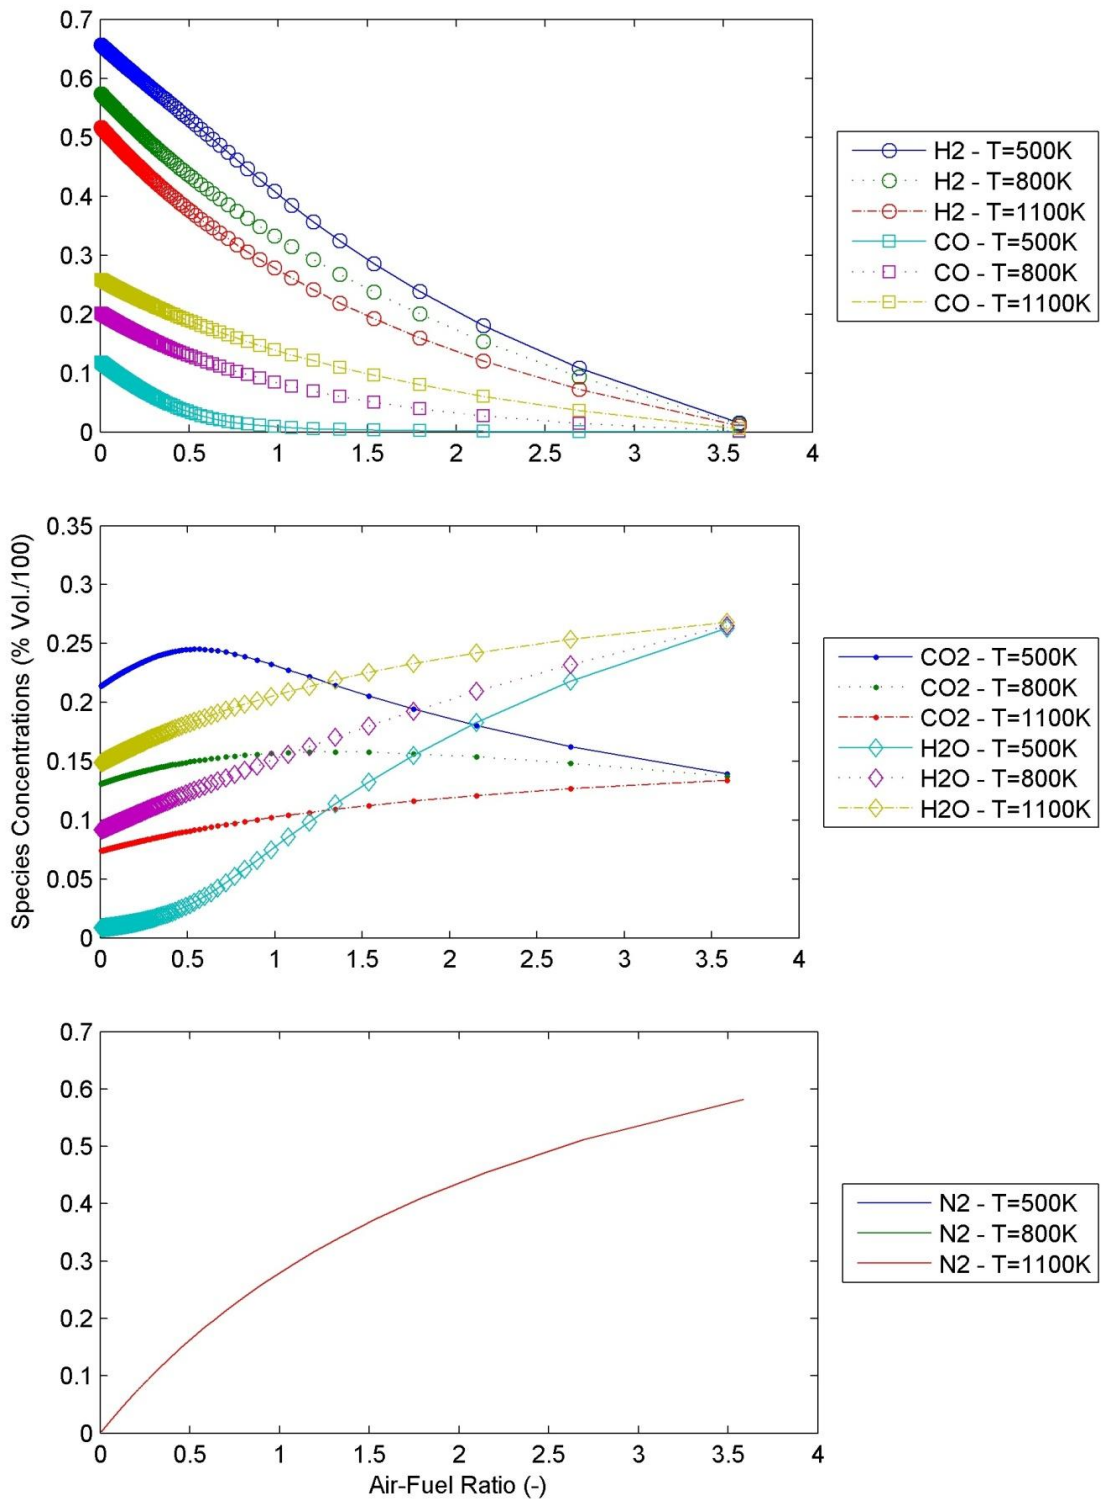 0.7
0.6
0.5
0.4
0.3
0.2
0.1
0
0 0.5 1 1.5 2 2.5 3 3.5 4
H2 - T=500K
H2 - T=800K
H2 - T=1100K
CO - T=500K
CO - T=800K
CO - T=1100K
Species Concentrations (% Vol./100)
0.35
0.3
0.25
0.2
0.15
0.1
0.05
0
0 0.5 1 1.5 2 2.5 3 3.5 4
CO2 - T=500K
CO2 - T=800K
CO2 - T=1100K
H2O - T=500K
H2O - T=800K
H2O - T=1100K
0.7
0.6
0.5
0.4
0.3
0.2
0.1
0
0 0.5 1 1.5 2 2.5 3 3.5 4
Air-Fuel Ratio (-)
N2 - T=500K
N2 - T=800K
N2 - T=1100K